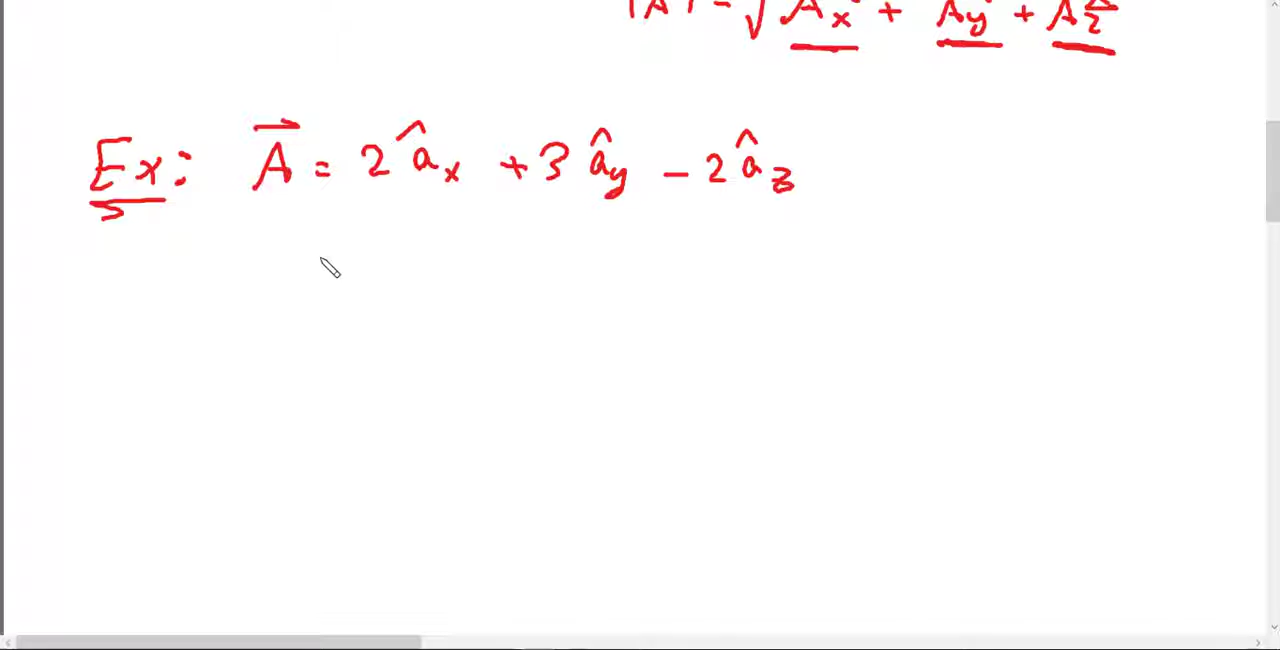 |A| = √Ax² + Ay² + Az²
Ex: A⃗ = 2 âx + 3 ây - 2 âz